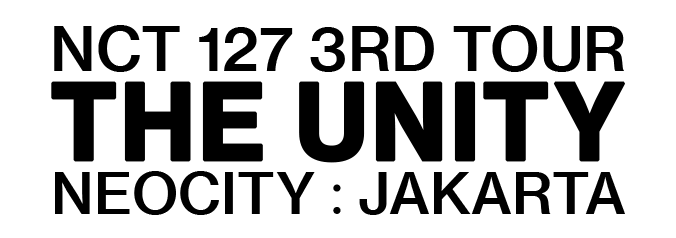 NCT 127 3RD TOUR
THE UNITY
NEOCITY : JAKARTA